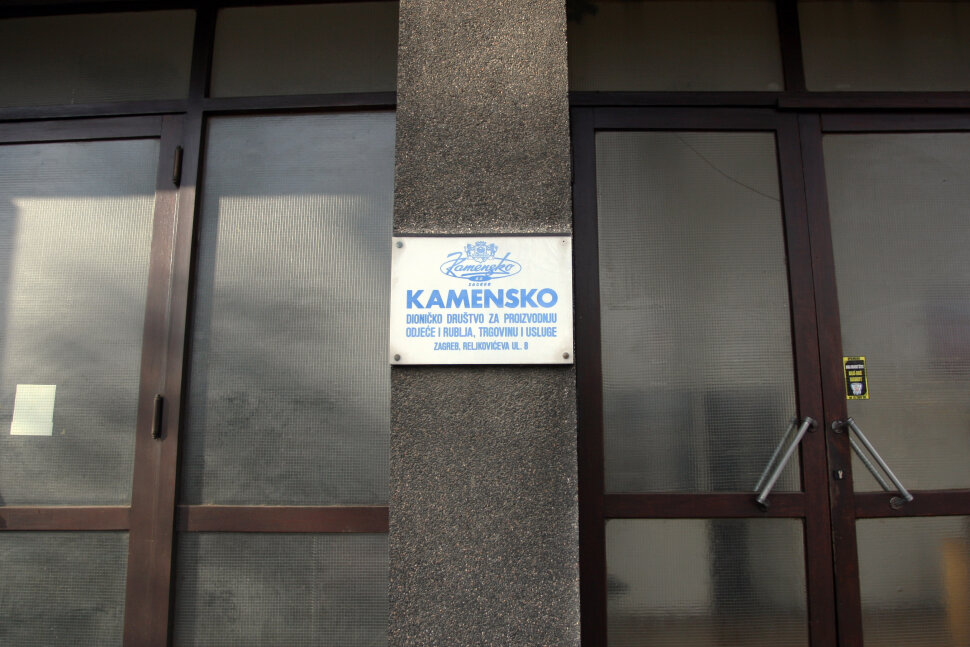 Kamensko
ZAGREB
KAMENSKO
DIONIČKO DRUŠTVO ZA PROIZVODNJU
ODJEĆE I RUBLJA, TRGOVINU I USLUGE
ZAGREB, RELJKOVIĆEVA UL. 8